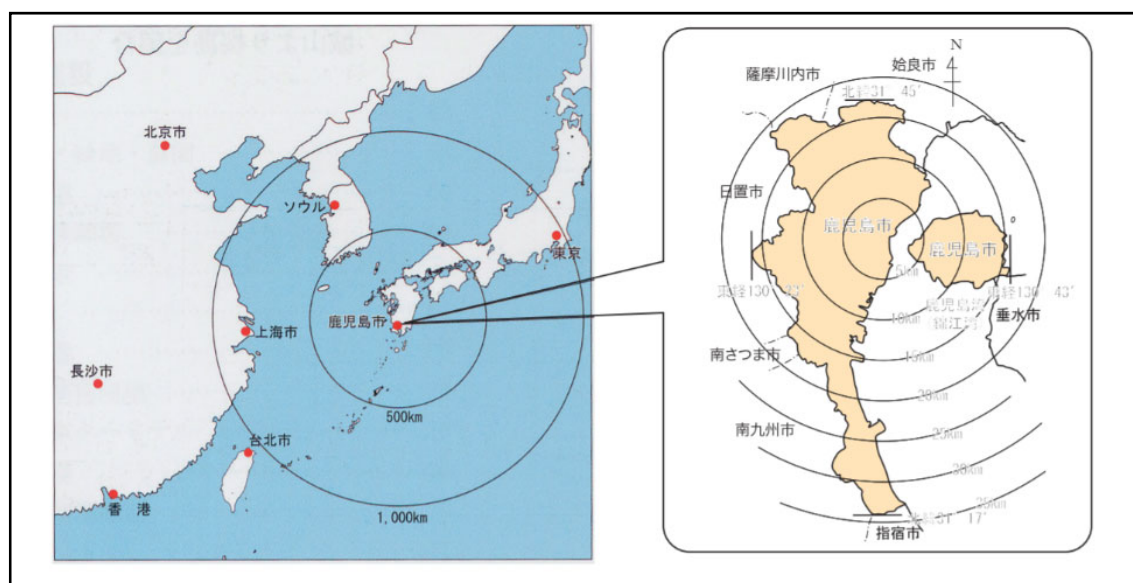 北京市
ソウル
東京
鹿児島市
上海市
長沙市
500km
台北市
香 港
1,000km
N
姶良市
薩摩川内市
北緯31° 45′
日置市
鹿児島市
鹿児島市
5km
東経130° 23′
東経130° 43′
鹿児島湾
(錦江湾)
垂水市
10km
15km
南さつま市
20km
南九州市
25km
30km
35km
北緯31° 17′
指宿市